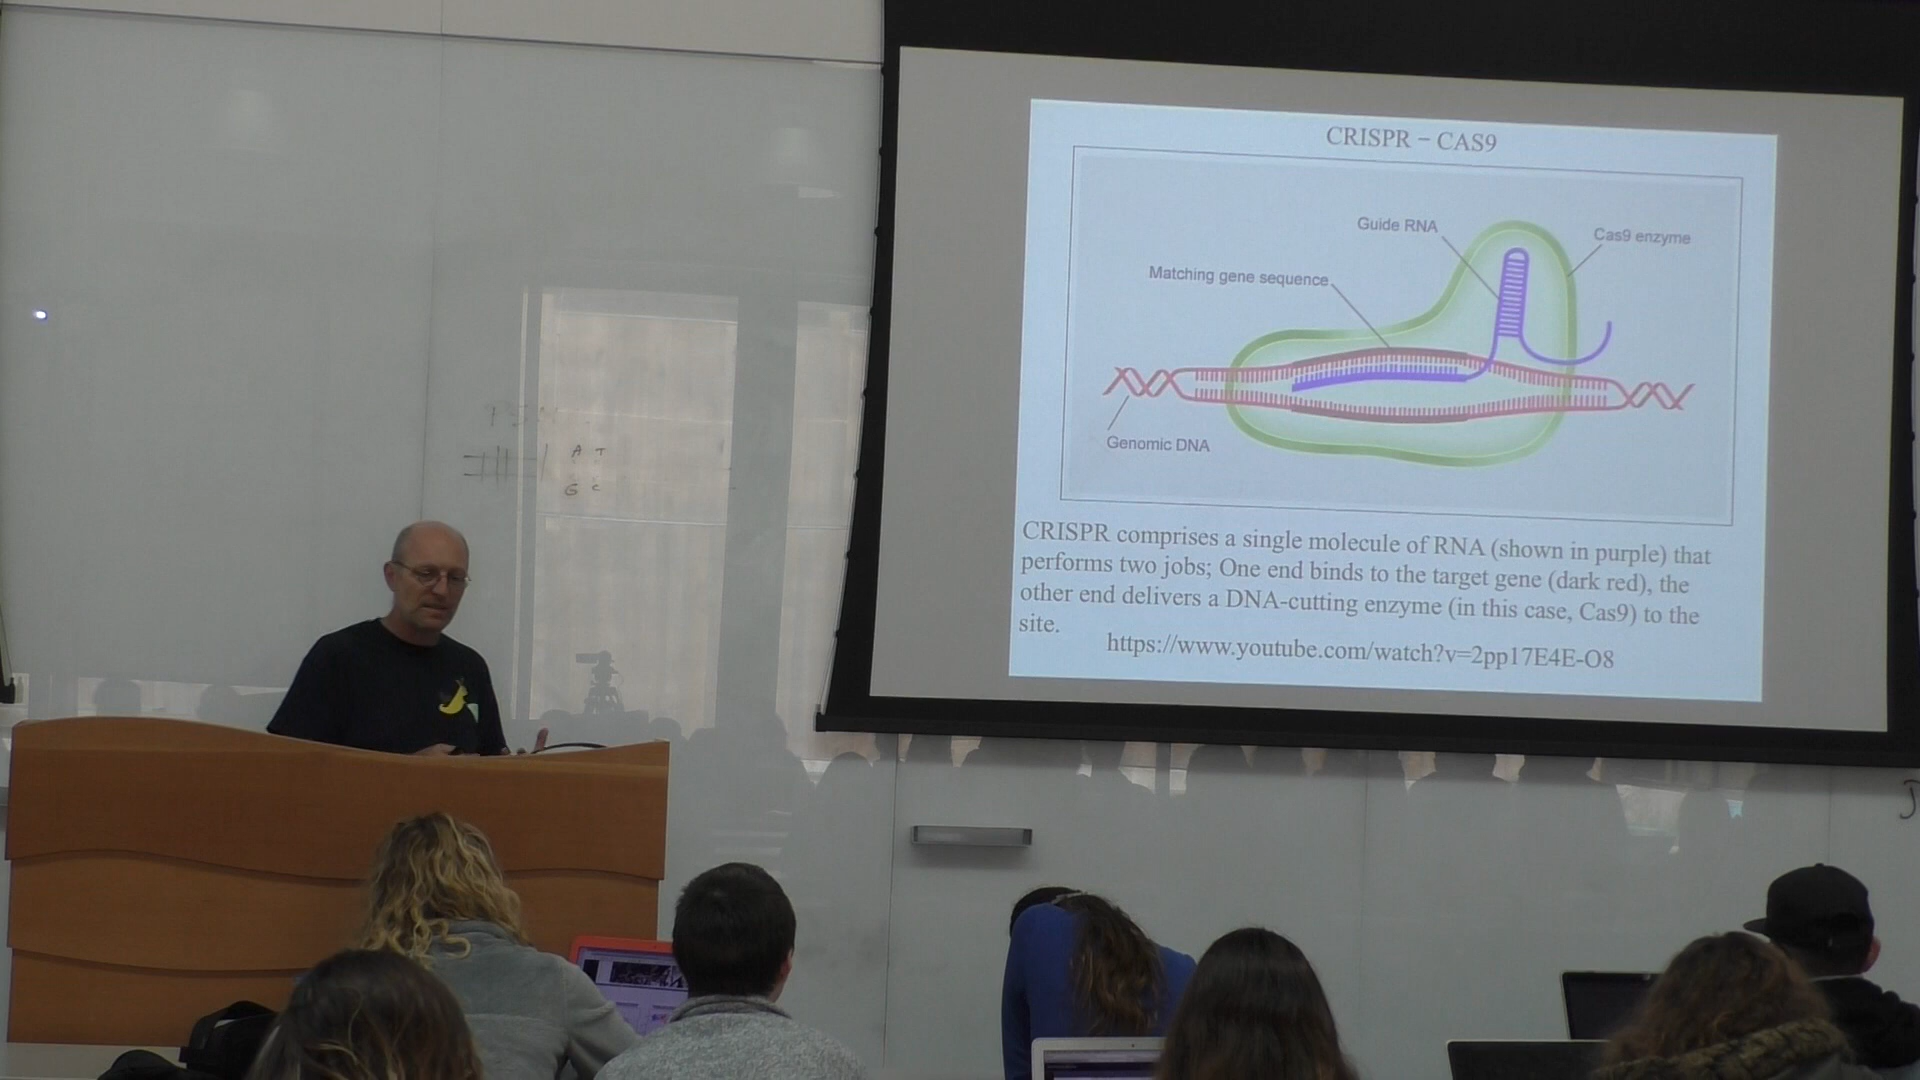 CRISPR – CAS9
Guide RNA
Cas9 enzyme
Matching gene sequence
Genomic DNA
CRISPR comprises a single molecule of RNA (shown in purple) that
performs two jobs; One end binds to the target gene (dark red), the
other end delivers a DNA-cutting enzyme (in this case, Cas9) to the
site.
https://www.youtube.com/watch?v=2pp17E4E-O8
A T
G C